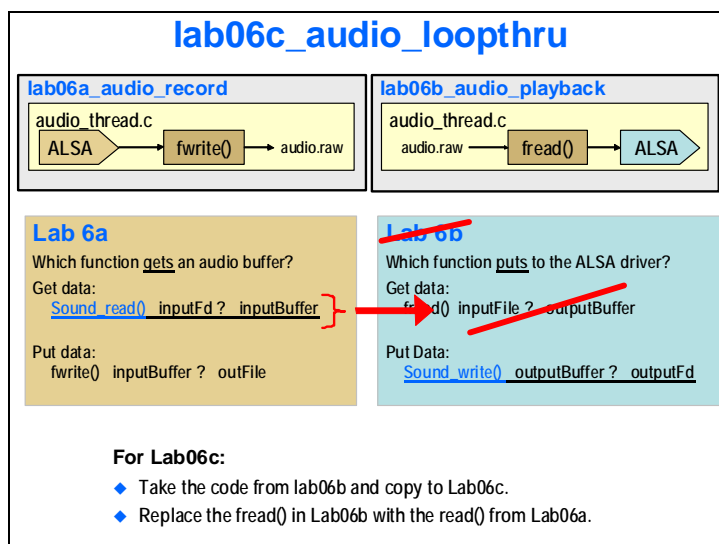 lab06c_audio_loopthru
lab06a_audio_record
audio_thread.c
ALSA
fwrite()
audio.raw
lab06b_audio_playback
audio_thread.c
audio.raw
fread()
ALSA
Lab 6a
Which function gets an audio buffer?
Get data:
Sound_read() inputFd ? inputBuffer
Put data:
fwrite() inputBuffer ? outFile
Lab 6b
Which function puts to the ALSA driver?
Get data:
fread() inputFile ? outputBuffer
Put Data:
Sound_write() outputBuffer ? outputFd
For Lab06c:
◆ Take the code from lab06b and copy to Lab06c.
◆ Replace the fread() in Lab06b with the read() from Lab06a.